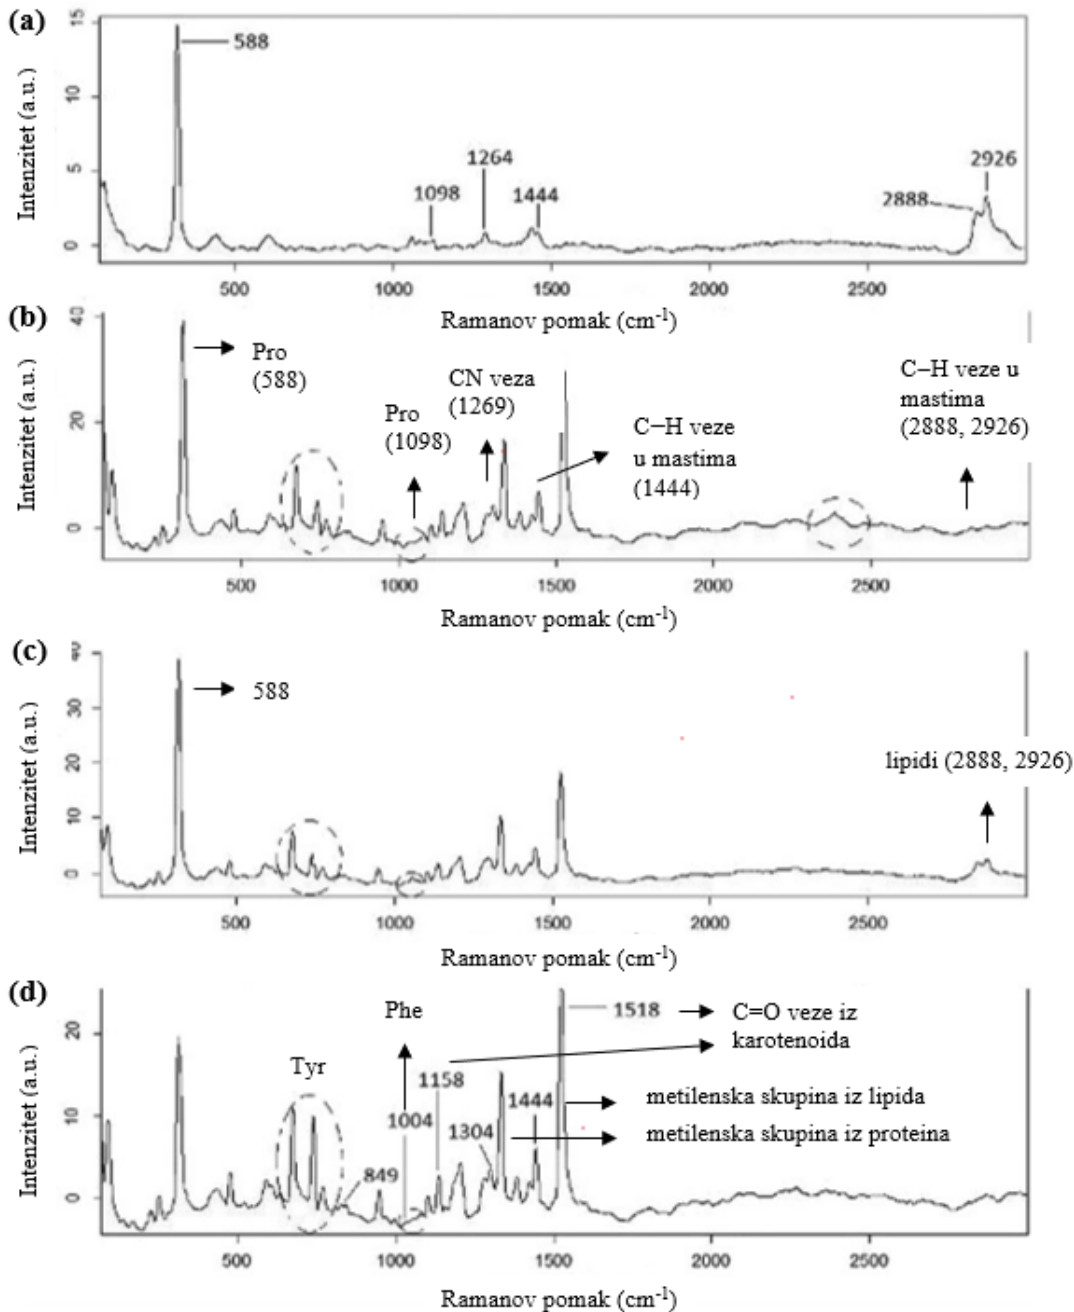 (a)
Intenzitet (a.u.)
15
10
5
0
588
1098
1264
1444
2888
2926
500 1000 1500 2000 2500
Ramanov pomak (cm-1)
(b)
Intenzitet (a.u.)
40
20
0
Pro
(588)
Pro
(1098)
CN veza
(1269)
C–H veze
u mastima
(1444)
C–H veze u
mastima
(2888, 2926)
500 1000 1500 2000 2500
Ramanov pomak (cm-1)
(c)
Intenzitet (a.u.)
40
30
20
10
0
588
lipidi (2888, 2926)
500 1000 1500 2000 2500
Ramanov pomak (cm-1)
(d)
Intenzitet (a.u.)
20
10
0
Tyr
849
Phe
1004
1158
1304
1444
1518
C=O veze iz
karotenoida
metilenska skupina iz lipida
metilenska skupina iz proteina
500 1000 1500 2000 2500
Ramanov pomak (cm-1)